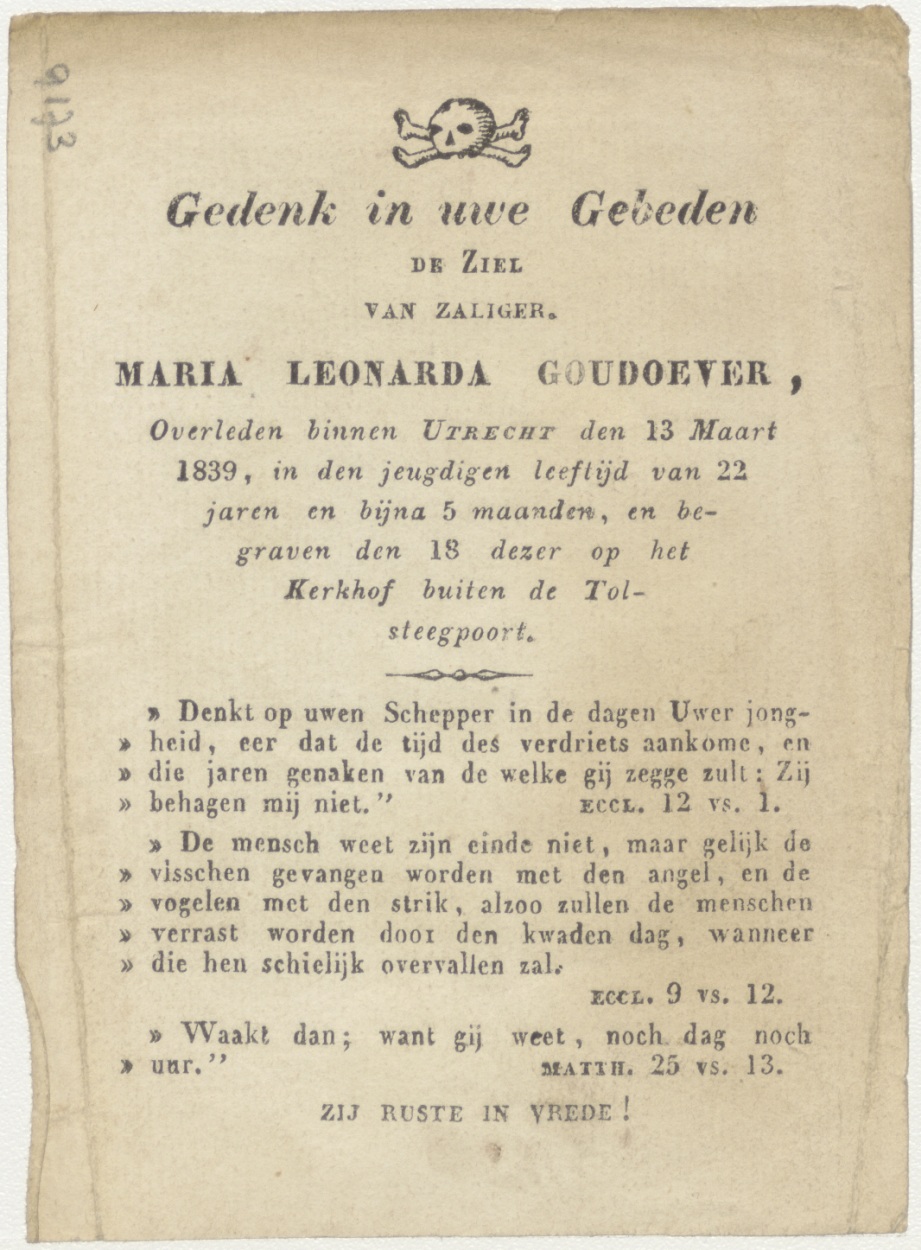 9173
Gedenk in uwe Gebeden
DE ZIEL
VAN ZALIGER.
MARIA LEONARDA GOUDOEVER,
Overleden binnen UTRECHT den 13 Maart
1839, in den jeugdigen leeftijd van 22
jaren en bijna 5 maanden, en be-
graven den 18 dezer op het
Kerkhof buiten de Tol-
steegpoort.
» Denkt op uwen Schepper in de dagen Uwer jong-
» heid, eer dat de tijd des verdriets aankome, en
» die jaren genaken van de welke gij zegge zult: Zij
» behagen mij niet.” ECCL. 12 vs. 1.
» De mensch weet zijn einde niet, maar gelijk de
» visschen gevangen worden met den angel, en de
» vogelen met den strik, alzoo zullen de menschen
» verrast worden door den kwaden dag, wanneer
» die hen schielijk overvallen zal.
ECCL. 9 vs. 12.
» Waakt dan; want gij weet, noch dag noch
» uur.” MATTH. 25 vs. 13.
ZIJ RUSTE IN VREDE!